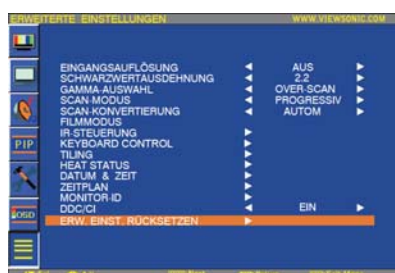 ERWEITERTE EINSTELLUNGEN WWW.VIEWSONIC.COM
EINGANGSAUFLÖSUNG
SCHWARZWERTAUSDEHNUNG AUS
GAMMA-AUSWAHL 2.2
SCAN-MODUS OVER-SCAN
SCAN-KONVERTIERUNG PROGRESSIV
FILMMODUS AUTOM
IR-STEUERUNG
KEYBOARD CONTROL
TILING
HEAT STATUS
DATUM & ZEIT
ZEITPLAN
MONITOR-ID
DDC/CI EIN
ERW. EINST. RÜCKSETZEN
PIP
OSD